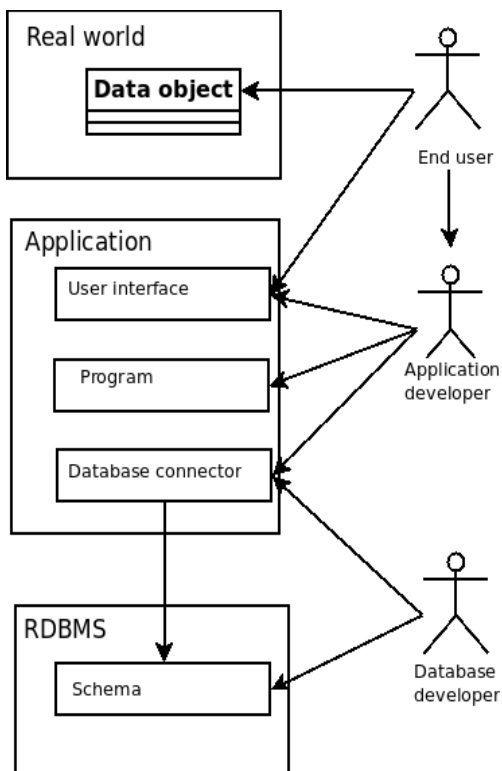 Real world
Data object
End user
Application
User interface
Application
developer
Program
Database connector
RDBMS
Schema
Database
developer